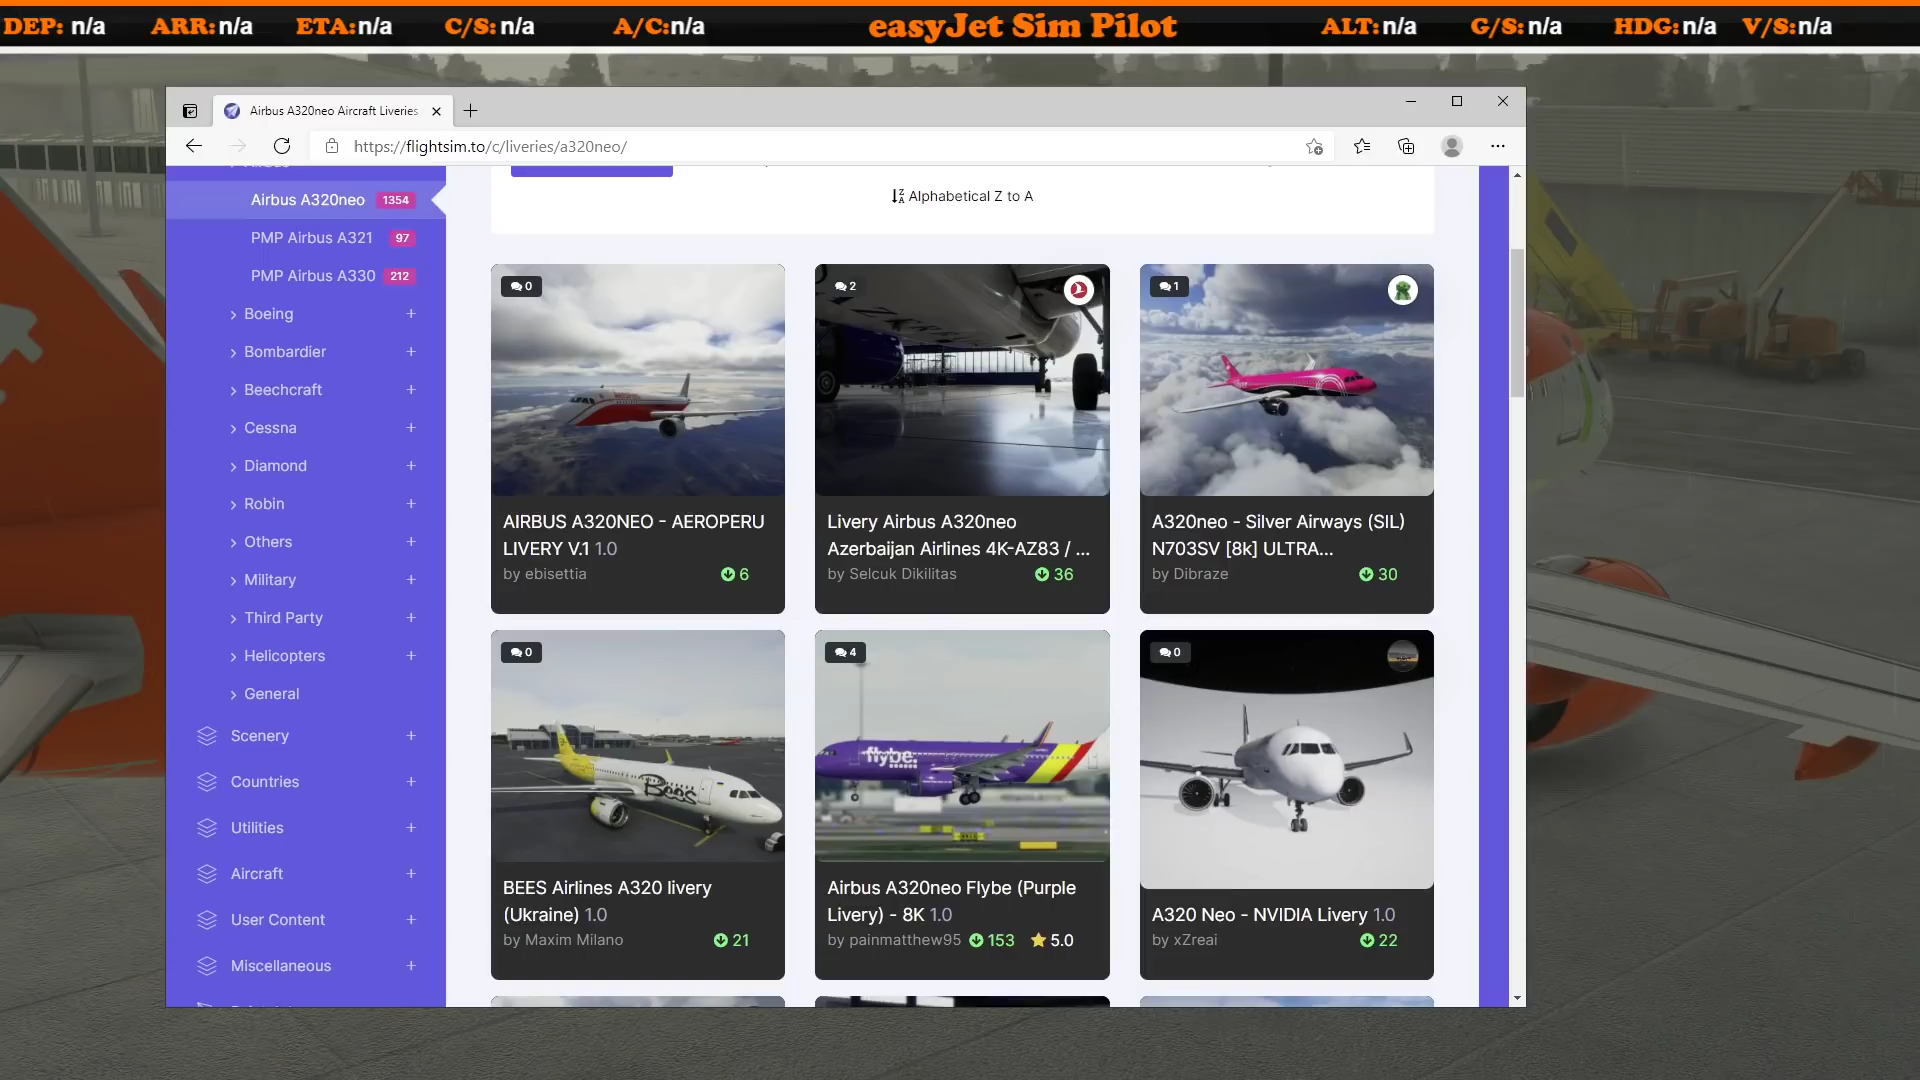 DEP: n/a ARR: n/a ETA: n/a C/S: n/a A/C: n/a easyJet Sim Pilot ALT: n/a G/S: n/a HDG: n/a V/S: n/a
Airbus A320neo Aircraft Liveries
https://flightsim.to/c/liveries/a320neo/
Airbus A320neo 1354
PMP Airbus A321 97
PMP Airbus A330 212
Boeing +
Bombardier +
Beechcraft +
Cessna +
Diamond +
Robin +
Others +
Military +
Third Party +
Helicopters +
General
Scenery +
Countries +
Utilities +
Aircraft +
User Content +
Miscellaneous +
Alphabetical Z to A
0
AIRBUS A320NEO - AEROPERU
LIVERY V.1 1.0
by ebisettia 6
2
Livery Airbus A320neo
Azerbaijan Airlines 4K-AZ83 / ...
by Selcuk Dikilitas 36
1
A320neo - Silver Airways (SIL)
N703SV [8k] ULTRA...
by Dibraze 30
0
Bees
BEES Airlines A320 livery
(Ukraine) 1.0
by Maxim Milano 21
4
flybe.
Airbus A320neo Flybe (Purple
Livery) - 8K 1.0
by painmatthew95 153 5.0
0
A320 Neo - NVIDIA Livery 1.0
by xZreai 22